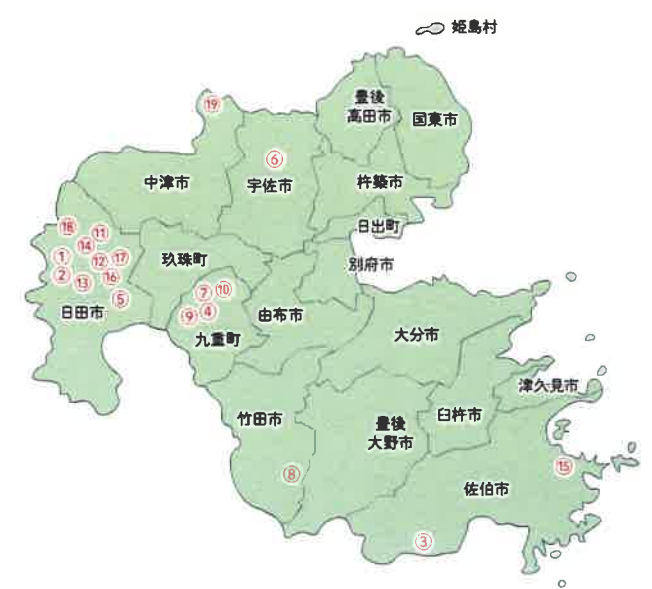 姫島村
豊後
高田市
国東市
⑲
⑥
中津市
宇佐市
杵築市
⑱
⑪
⑭
日出町
①
⑫
⑰
玖珠町
別府市
②
⑬
⑯
⑤
⑦
⑩
日田市
⑨
④
由布市
九重町
大分市
津久見市
竹田市
豊後
大野市
臼杵市
⑧
⑮
佐伯市
③